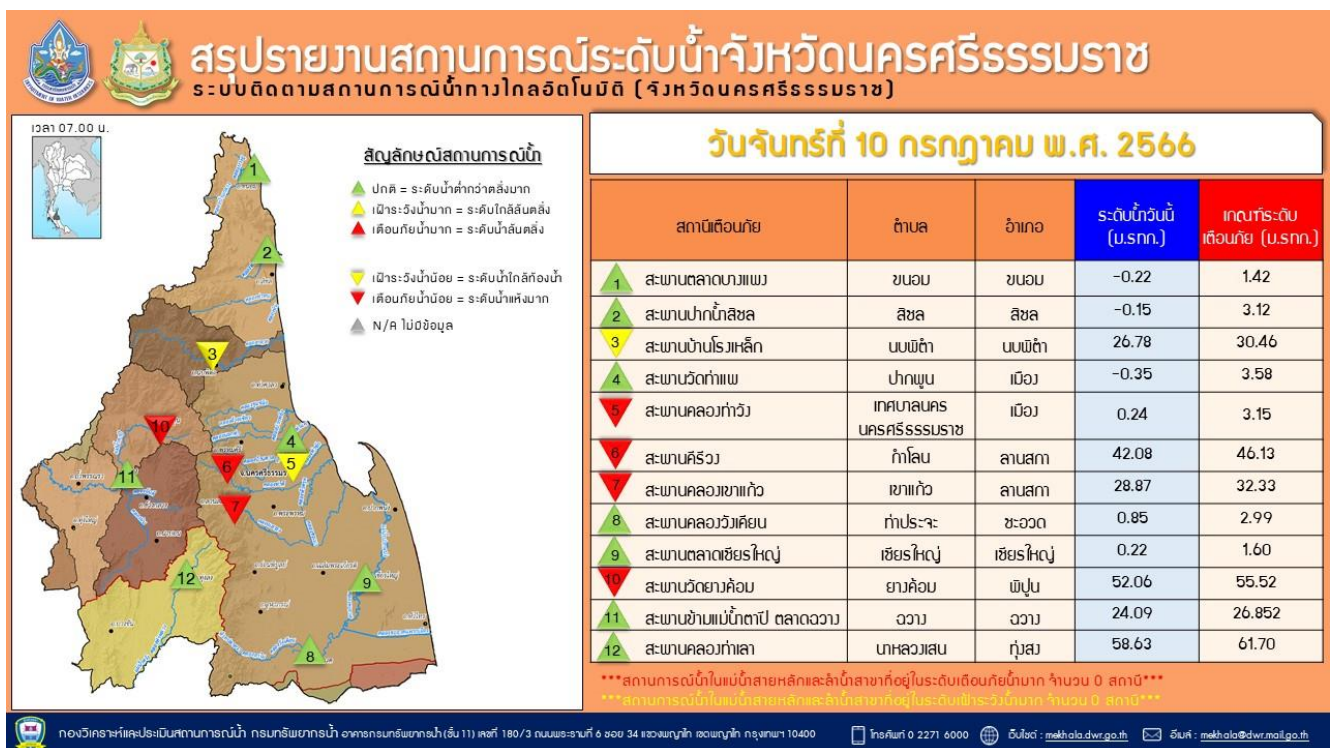 สรุปรายงานสถานการณ์ระดับน้ำจังหวัดนครศรีธรรมราช
ระบบติดตามสถานการณ์น้ำทางไกลอัตโนมัติ (จังหวัดนครศรีธรรมราช)
เวลา 07.00 น.
สัญลักษณ์สถานการณ์น้ำ
ปกติ = ระดับน้ำต่ำกว่าตลิ่งมาก
เฝ้าระวังน้ำมาก = ระดับใกล้ล้นตลิ่ง
เตือนภัยน้ำมาก = ระดับน้ำล้นตลิ่ง
เฝ้าระวังน้ำน้อย = ระดับน้ำใกล้ท้องน้ำ
เตือนภัยน้ำน้อย = ระดับน้ำแห้งมาก
N/A ไม่มีข้อมูล
1
2
3
10
4
6
5
11
7
12
9
8
วันจันทร์ที่ 10 กรกฎาคม พ.ศ. 2566
สถานีเตือนภัย ตำบล อำเภอ ระดับน้ำวันนี้ (ม.รทก.) เกณฑ์ระดับเตือนภัย (ม.รทก.)
1 สะพานตลาดบางแพง ขนอม ขนอม -0.22 1.42
2 สะพานปากน้ำสิชล สิชล สิชล -0.15 3.12
3 สะพานบ้านโรงเหล็ก นบพิตำ นบพิตำ 26.78 30.46
4 สะพานวัดท่าแพ ปากพูน เมือง -0.35 3.58
5 สะพานคลองท่าวัง เทศบาลนครนครศรีธรรมราช เมือง 0.24 3.15
6 สะพานคีรีวง กำโลน ลานสกา 42.08 46.13
7 สะพานคลองเขาแก้ว เขาแก้ว ลานสกา 28.87 32.33
8 สะพานคลองวังเคียน ท่าประจะ ชะอวด 0.85 2.99
9 สะพานตลาดเชียรใหญ่ เชียรใหญ่ เชียรใหญ่ 0.22 1.60
10 สะพานวัดยางค้อม ยางค้อม พิปูน 52.06 55.52
11 สะพานข้ามแม่น้ำตาปี ตลาดฉวาง ฉวาง ฉวาง 24.09 26.852
12 สะพานคลองท่าเลา นาหลวงเสน ทุ่งสง 58.63 61.70
***สถานการณ์น้ำในแม่น้ำสายหลักและลำน้ำสาขาที่อยู่ในระดับเตือนภัยน้ำมาก จำนวน 0 สถานี***
***สถานการณ์น้ำในแม่น้ำสายหลักและลำน้ำสาขาที่อยู่ในระดับเฝ้าระวังน้ำมาก จำนวน 0 สถานี***
กองวิเคราะห์และประเมินสถานการณ์น้ำ กรมทรัพยากรน้ำ อาคารกรมทรัพยากรน้ำ (ชั้น 11) เลขที่ 180/3 ถนนพระรามที่ 6 ซอย 34 แขวงพญาไท เขตพญาไท กรุงเทพฯ 10400 โทรศัพท์ 0 2271 6000 เว็บไซต์ : mekhala.dwr.go.th อีเมล์ : mekhala@dwr.mail.go.th